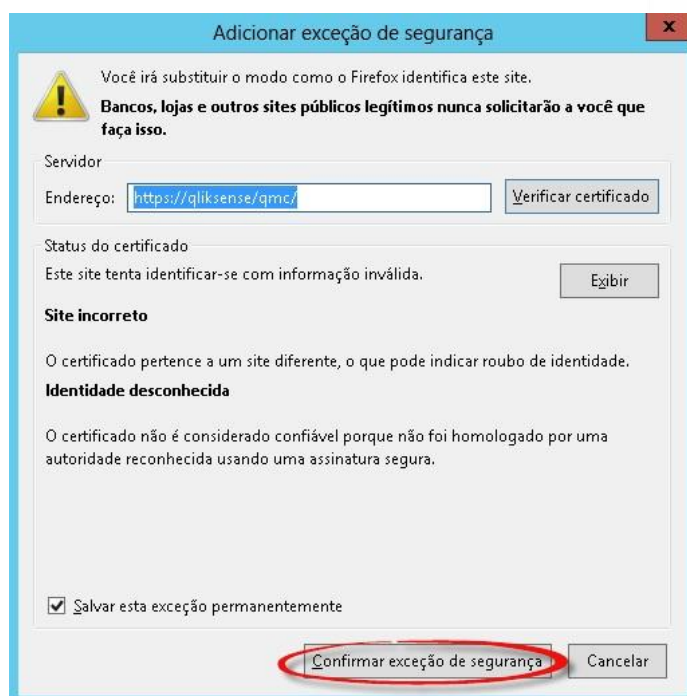 Adicionar exceção de segurança
x
Você irá substituir o modo como o Firefox identifica este site.
Bancos, lojas e outros sites públicos legítimos nunca solicitarão a você que
faça isso.
Servidor
Endereço: https://qliksense/qmc/ Verificar certificado
Status do certificado
Este site tenta identificar-se com informação inválida. Exibir
Site incorreto
O certificado pertence a um site diferente, o que pode indicar roubo de identidade.
Identidade desconhecida
O certificado não é considerado confiável porque não foi homologado por uma
autoridade reconhecida usando uma assinatura segura.
Salvar esta exceção permanentemente
Confirmar exceção de segurança Cancelar